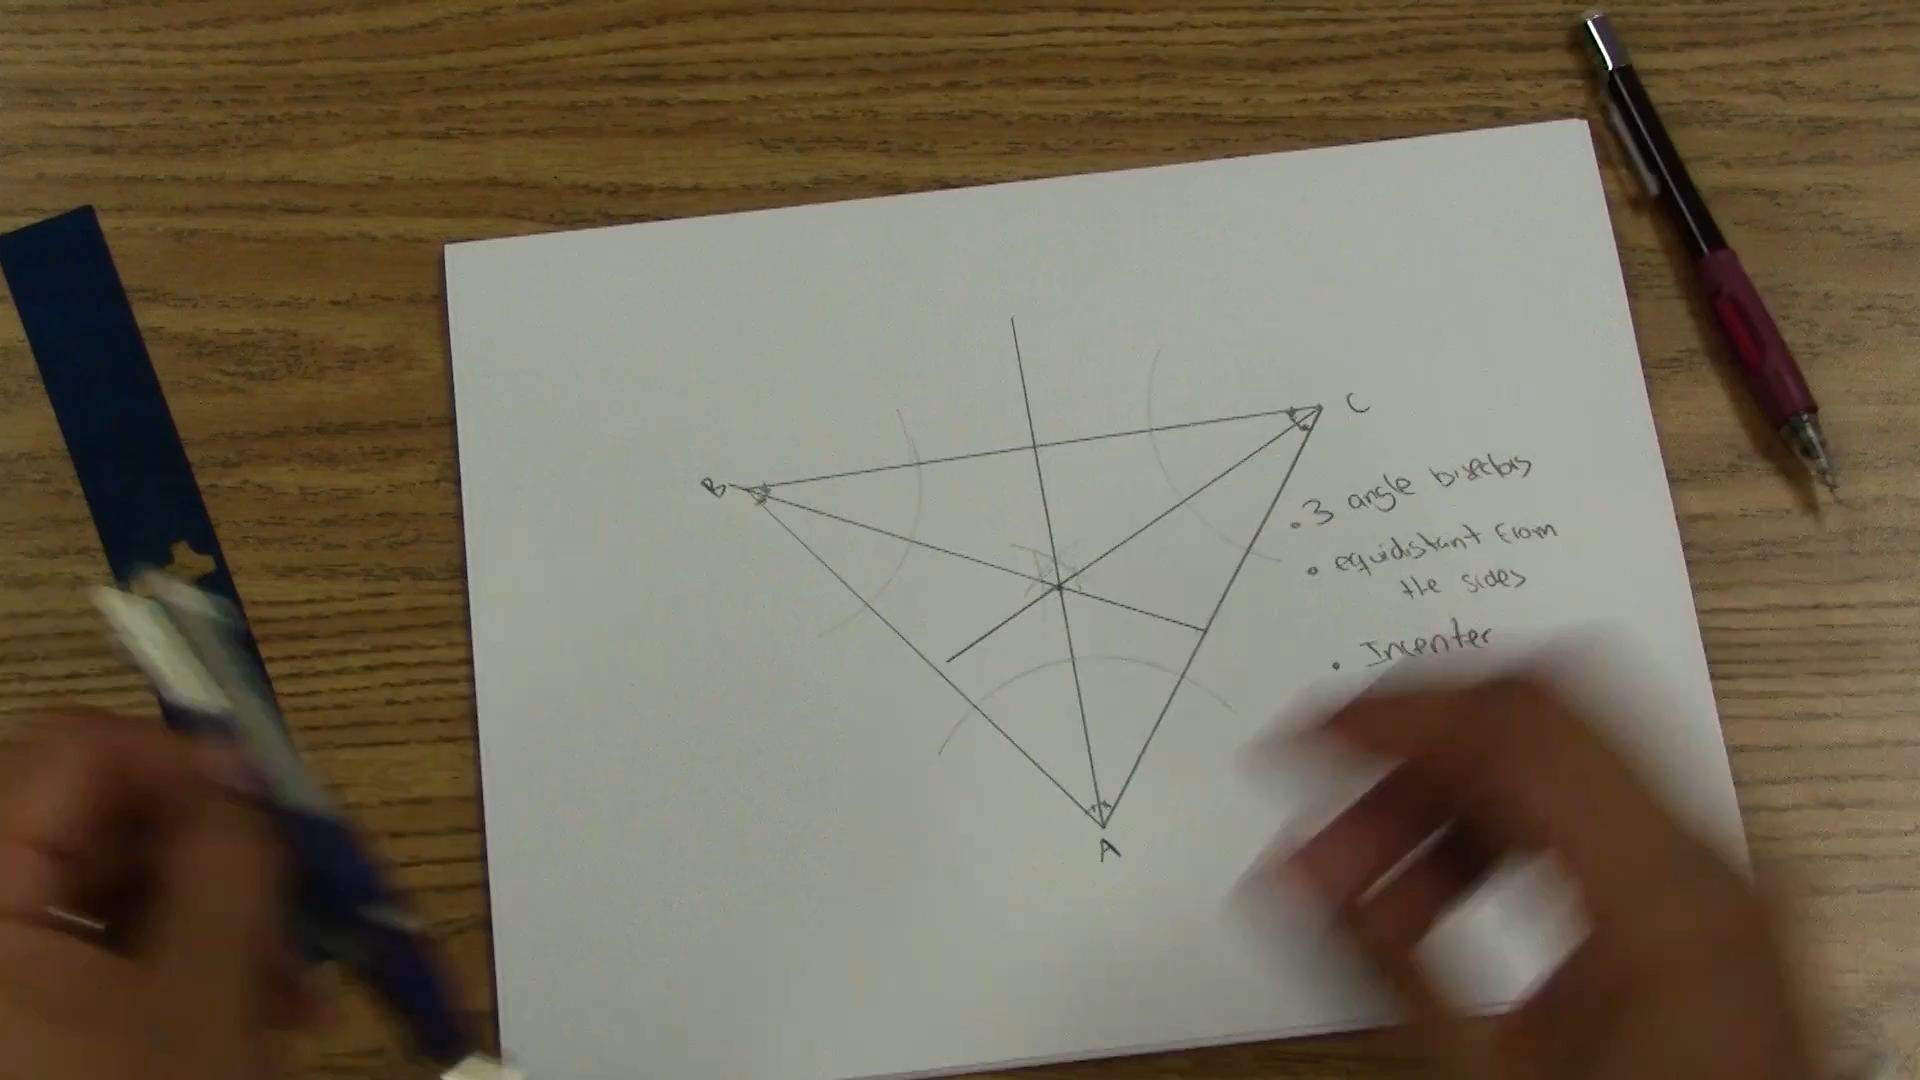 C
B
• 3 angle bisectors
• equidistant from
the sides
• Incenter
A